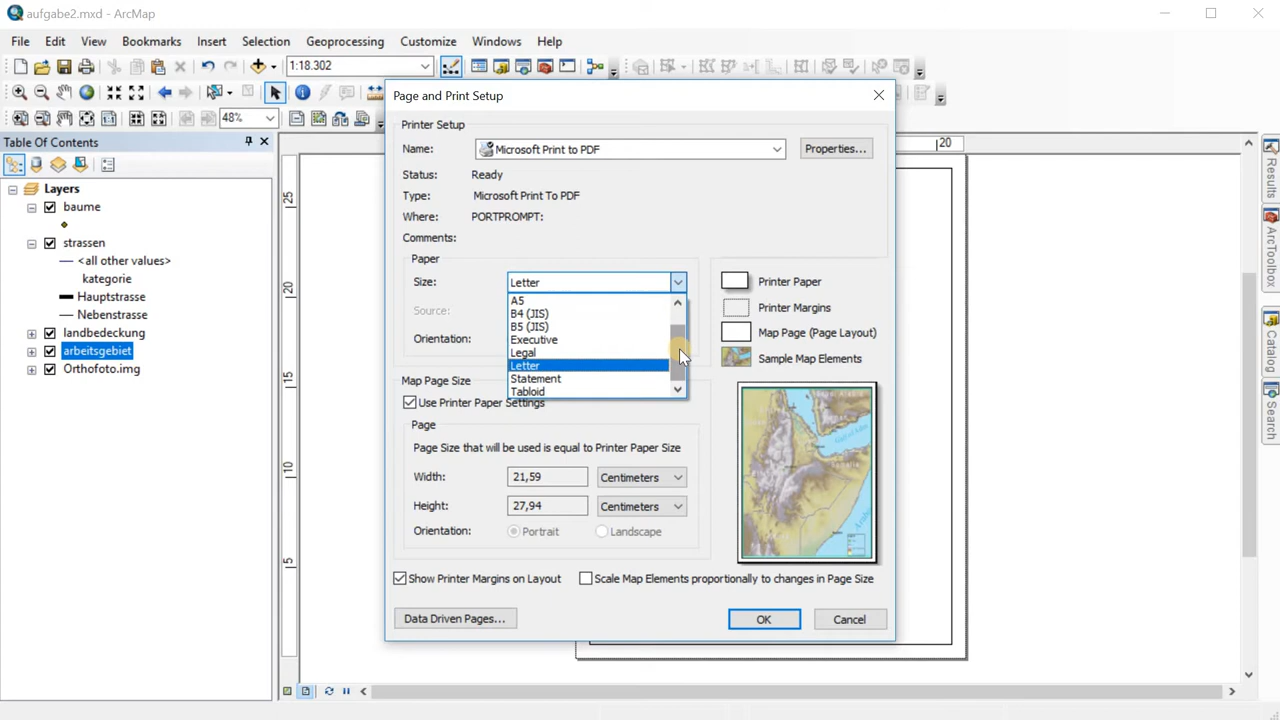 aufgabe2.mxd - ArcMap
File Edit View Bookmarks Insert Selection Geoprocessing Customize Windows Help
1:18.302
48%
Table Of Contents
Layers
baume
strassen
<all other values>
kategorie
Hauptstrasse
Nebenstrasse
landbedeckung
arbeitsgebiet
Orthofoto.img
Page and Print Setup
Printer Setup
Name: Microsoft Print to PDF Properties...
Status: Ready
Type: Microsoft Print To PDF
Where: PORTPROMPT:
Comments:
Paper
Size: Letter
A5
B4 (JIS)
B5 (JIS)
Executive
Legal
Letter
Statement
Tabloid
Source:
Orientation:
Printer Paper
Printer Margins
Map Page (Page Layout)
Sample Map Elements
Map Page Size
Use Printer Paper Settings
Page
Page Size that will be used is equal to Printer Paper Size
Width: 21,59 Centimeters
Height: 27,94 Centimeters
Orientation: Portrait Landscape
Show Printer Margins on Layout
Scale Map Elements proportionally to changes in Page Size
Data Driven Pages...
OK
Cancel
20
25
20
15
10
5
Results
ArcToolbox
Catalog
Search